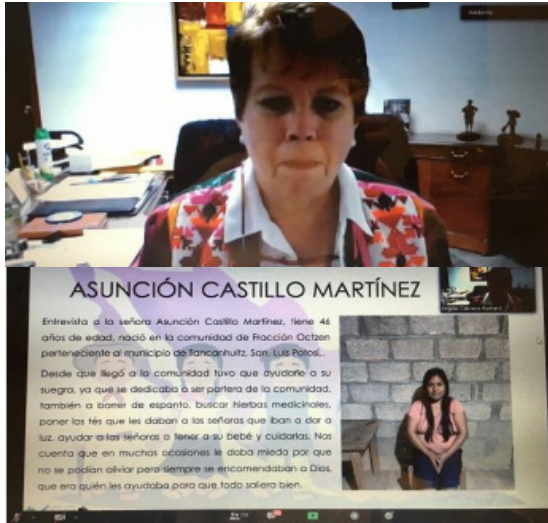 ASUNCIÓN CASTILLO MARTÍNEZ
Entrevista a la señora Asunción Castillo Martínez, tiene 46
años de edad, nació en la comunidad de Fracción Octzen
perteneciente al municipio de Tancanhuitz, San. Luis Potosí..
Desde que llegó a la comunidad tuvo que ayudarle a su
suegra, ya que se dedicaba a ser partera de la comunidad,
también a barrer de espanto, buscar hierbas medicinales,
poner las tés que les daban a las señoras que iban a dar a
luz, ayudar a las señoras a tener a su bebé y cuidarlas. Nos
cuenta que en muchas ocasiones le daba miedo por que
no se podían aliviar pero siempre se encomendaban a Dios,
que era quién les ayudaba para que todo saliera bien.